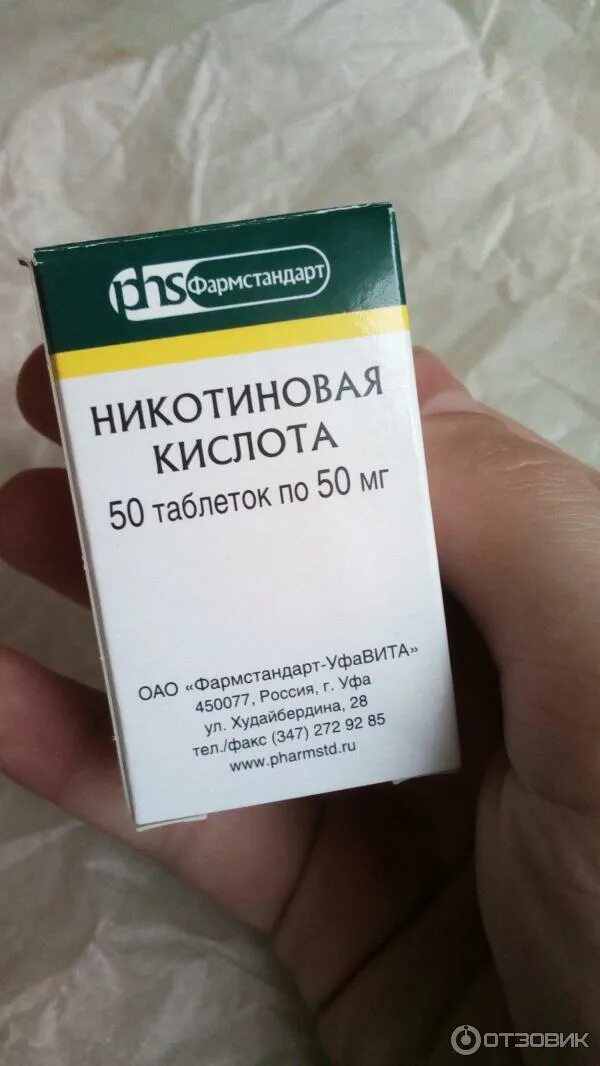 phs Фармстандарт
НИКОТИНОВАЯ
КИСЛОТА
50 таблеток по 50 мг
ОАО «Фармстандарт-УфаВИТА»
450077, Россия, г. Уфа
ул. Худайбердина, 28
тел./факс (347) 272 92 85
www.pharmstd.ru
ОТЗОВИК